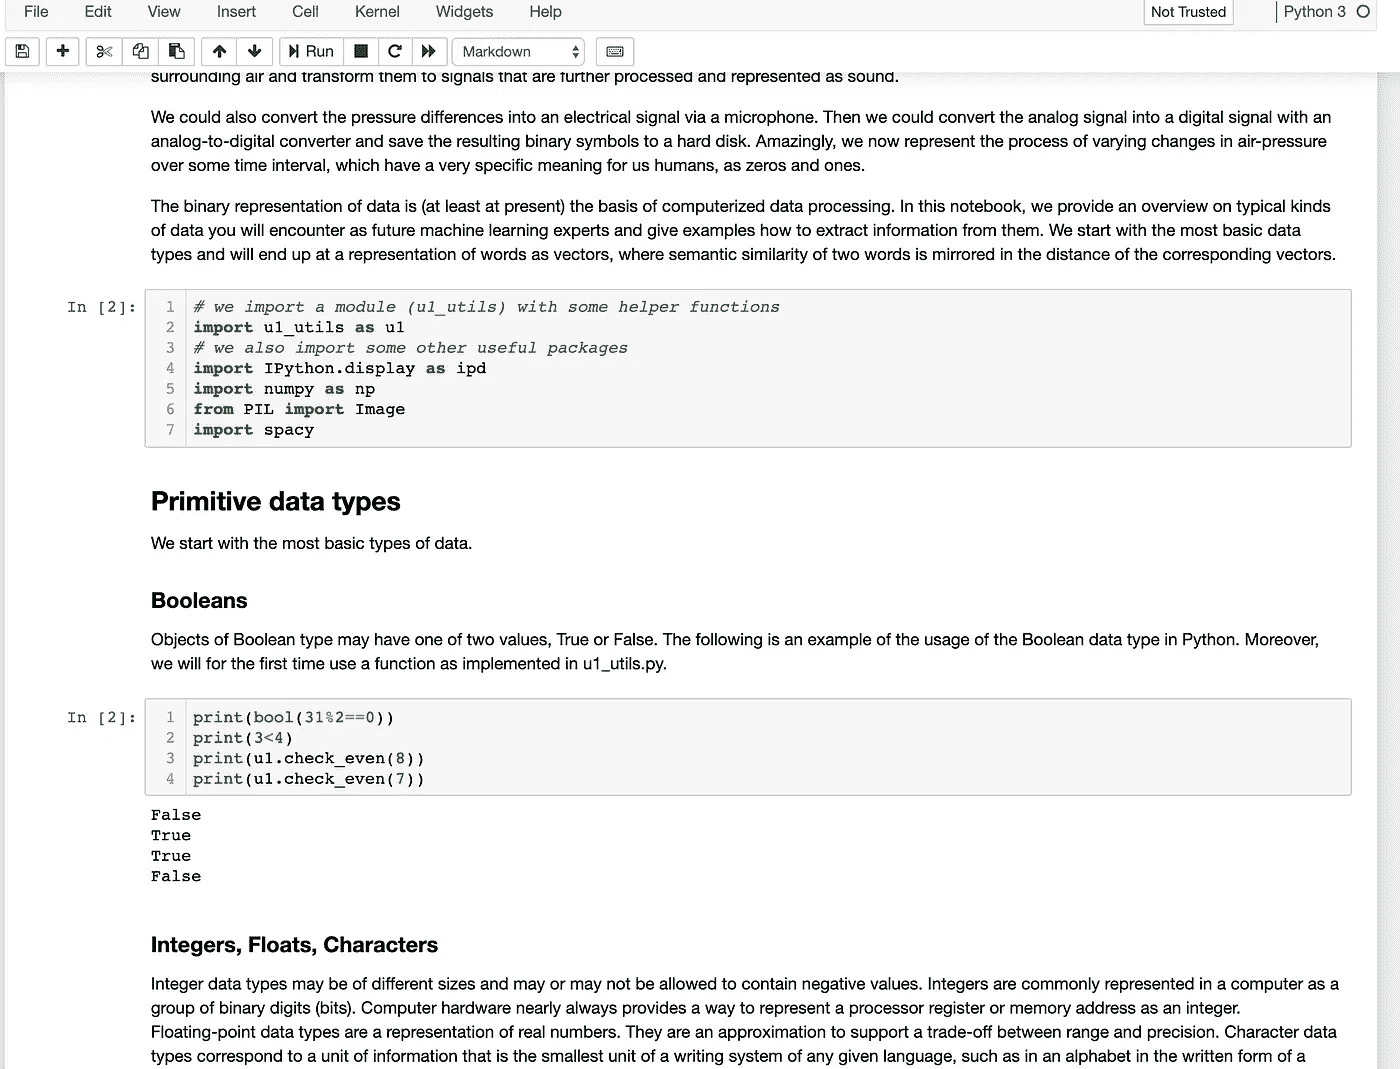 File Edit View Insert Cell Kernel Widgets Help Not Trusted Python 3
Run Markdown
surrounding air and transform them to signals that are further processed and represented as sound.
We could also convert the pressure differences into an electrical signal via a microphone. Then we could convert the analog signal into a digital signal with an
analog-to-digital converter and save the resulting binary symbols to a hard disk. Amazingly, we now represent the process of varying changes in air-pressure
over some time interval, which have a very specific meaning for us humans, as zeros and ones.
The binary representation of data is (at least at present) the basis of computerized data processing. In this notebook, we provide an overview on typical kinds
of data you will encounter as future machine learning experts and give examples how to extract information from them. We start with the most basic data
types and will end up at a representation of words as vectors, where semantic similarity of two words is mirrored in the distance of the corresponding vectors.
In [2]: 1 # we import a module (u1_utils) with some helper functions
2 import u1_utils as u1
3 # we also import some other useful packages
4 import IPython.display as ipd
5 import numpy as np
6 from PIL import Image
7 import spacy
Primitive data types
We start with the most basic types of data.
Booleans
Objects of Boolean type may have one of two values, True or False. The following is an example of the usage of the Boolean data type in Python. Moreover,
we will for the first time use a function as implemented in u1_utils.py.
In [2]: 1 print(bool(31%2==0))
2 print(3<4)
3 print(u1.check_even(8))
4 print(u1.check_even(7))
False
True
True
False
Integers, Floats, Characters
Integer data types may be of different sizes and may or may not be allowed to contain negative values. Integers are commonly represented in a computer as a
group of binary digits (bits). Computer hardware nearly always provides a way to represent a processor register or memory address as an integer.
Floating-point data types are a representation of real numbers. They are an approximation to support a trade-off between range and precision. Character data
types correspond to a unit of information that is the smallest unit of a writing system of any given language, such as in an alphabet in the written form of a